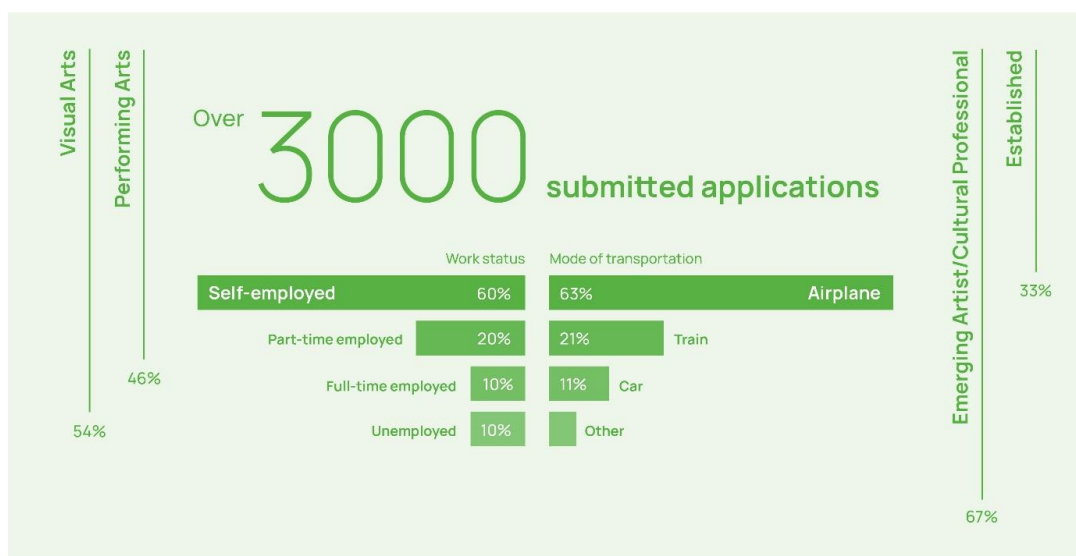 Visual Arts
54%
Performing Arts
46%
Over 3000 submitted applications
Work status
Self-employed 60%
Part-time employed 20%
Full-time employed 10%
Unemployed 10%
Mode of transportation
63% Airplane
21% Train
11% Car
Other
Emerging Artist/Cultural Professional
67%
Established
33%